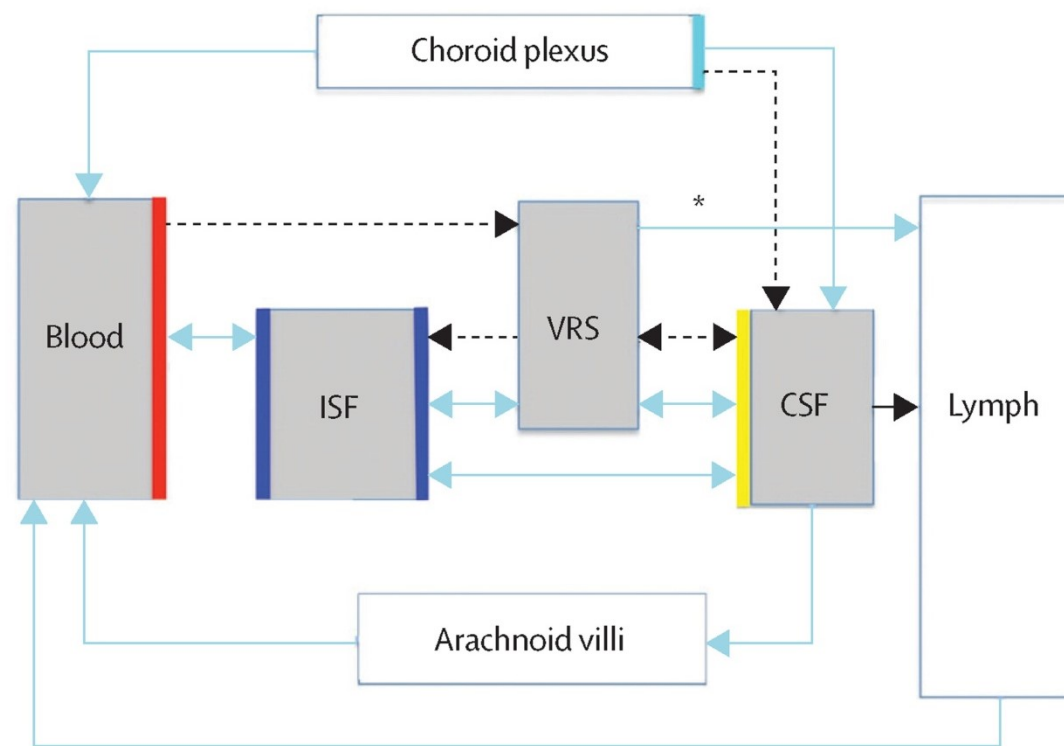 Choroid plexus
*
Blood
ISF
VRS
CSF
Lymph
Arachnoid villi